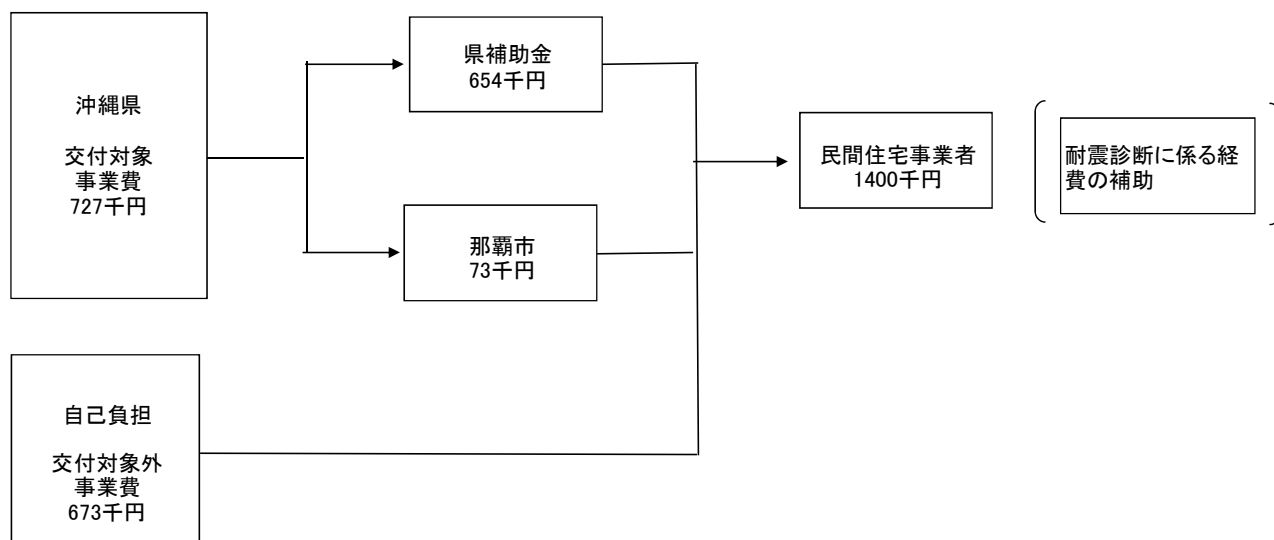 沖縄県
交付対象
事業費
727千円
県補助金
654千円
那覇市
73千円
民間住宅事業者
1400千円
耐震診断に係る経
費の補助
自己負担
交付対象外
事業費
673千円